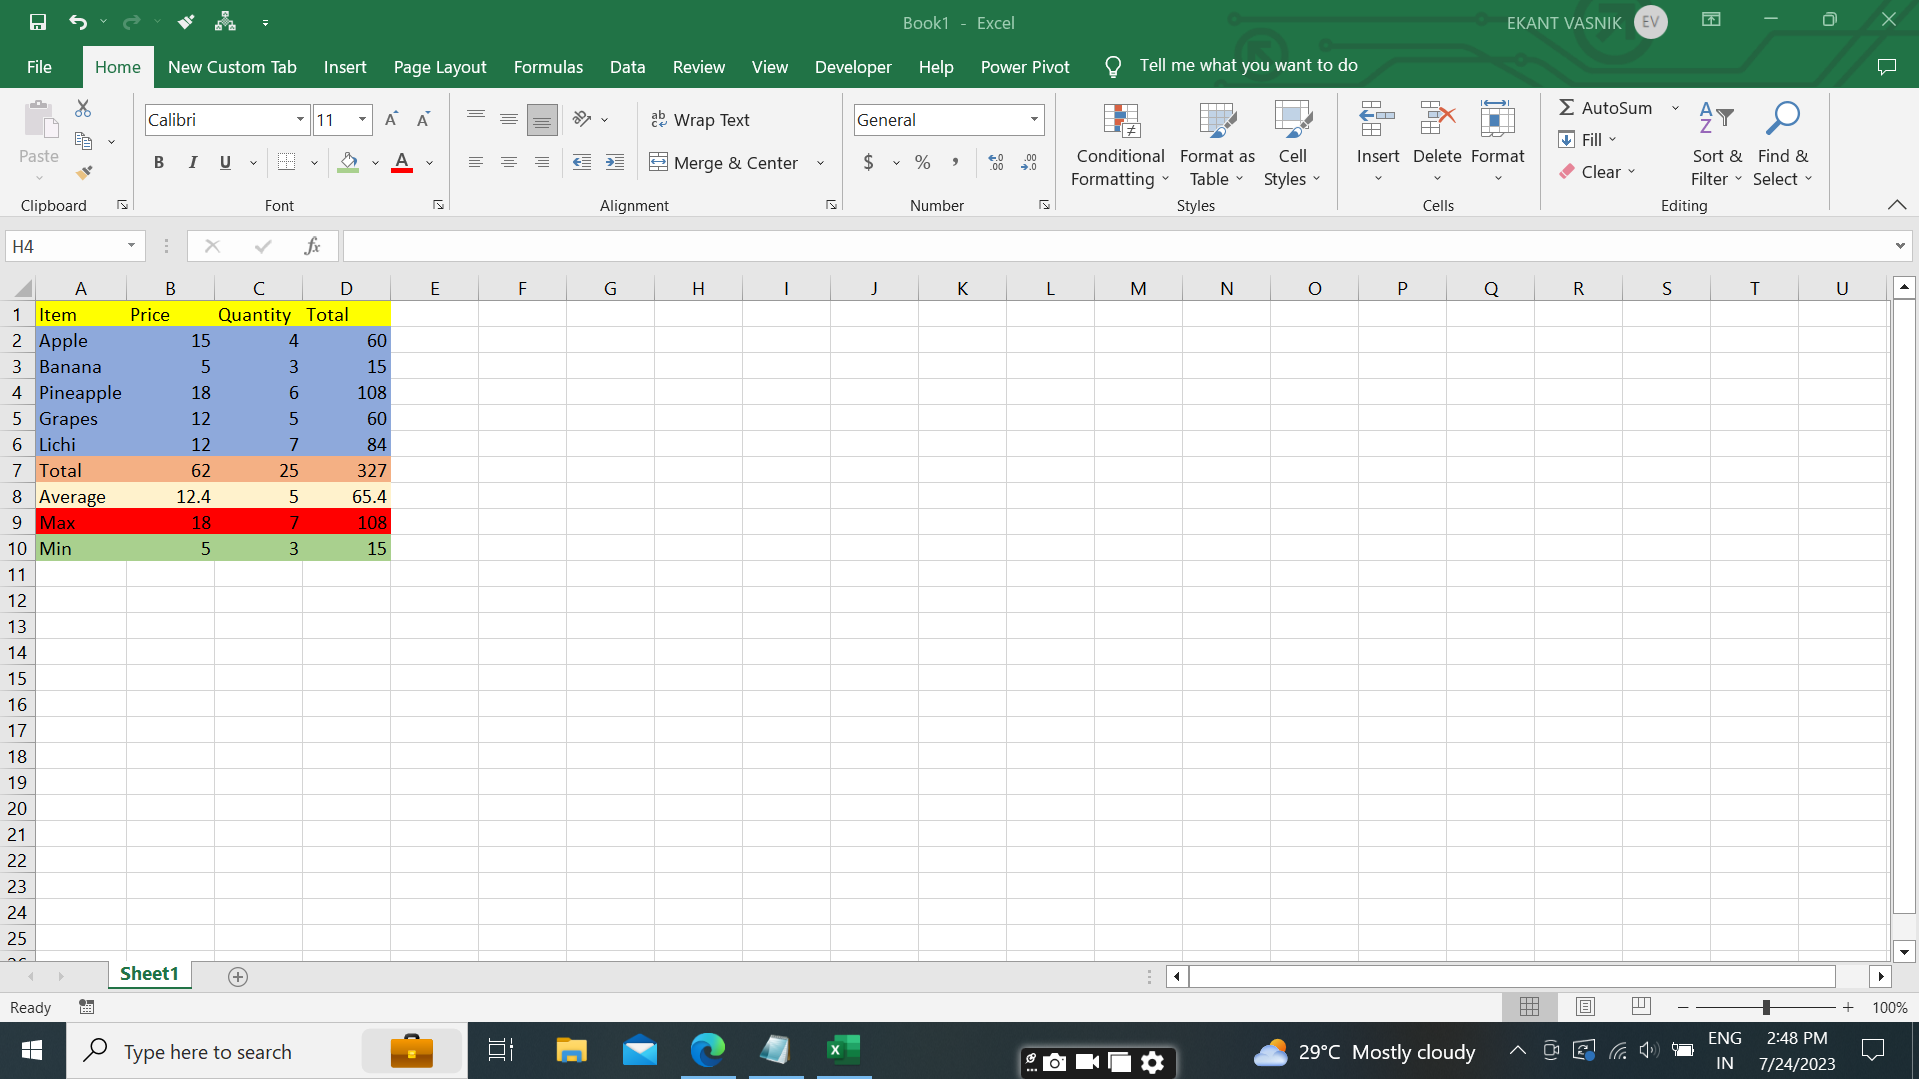 Book1 - Excel
EKANT VASNIK EV
File Home New Custom Tab Insert Page Layout Formulas Data Review View Developer Help Power Pivot Tell me what you want to do
Paste
Clipboard
Calibri 11
B I U
Font
Wrap Text
Merge & Center
Alignment
General
$ % ,
Number
Conditional Formatting
Format as Table
Cell Styles
Styles
Insert Delete Format
Cells
AutoSum
Fill
Clear
Sort & Filter
Find & Select
Editing
H4 fx
A B C D E F G H I J K L M N O P Q R S T U
1 Item Price Quantity Total
2 Apple 15 4 60
3 Banana 5 3 15
4 Pineapple 18 6 108
5 Grapes 12 5 60
6 Lichi 12 7 84
7 Total 62 25 327
8 Average 12.4 5 65.4
9 Max 18 7 108
10 Min 5 3 15
11
12
13
14
15
16
17
18
19
20
21
22
23
24
25
Sheet1
Ready 100%
Type here to search
29°C Mostly cloudy
ENG
IN
2:48 PM
7/24/2023